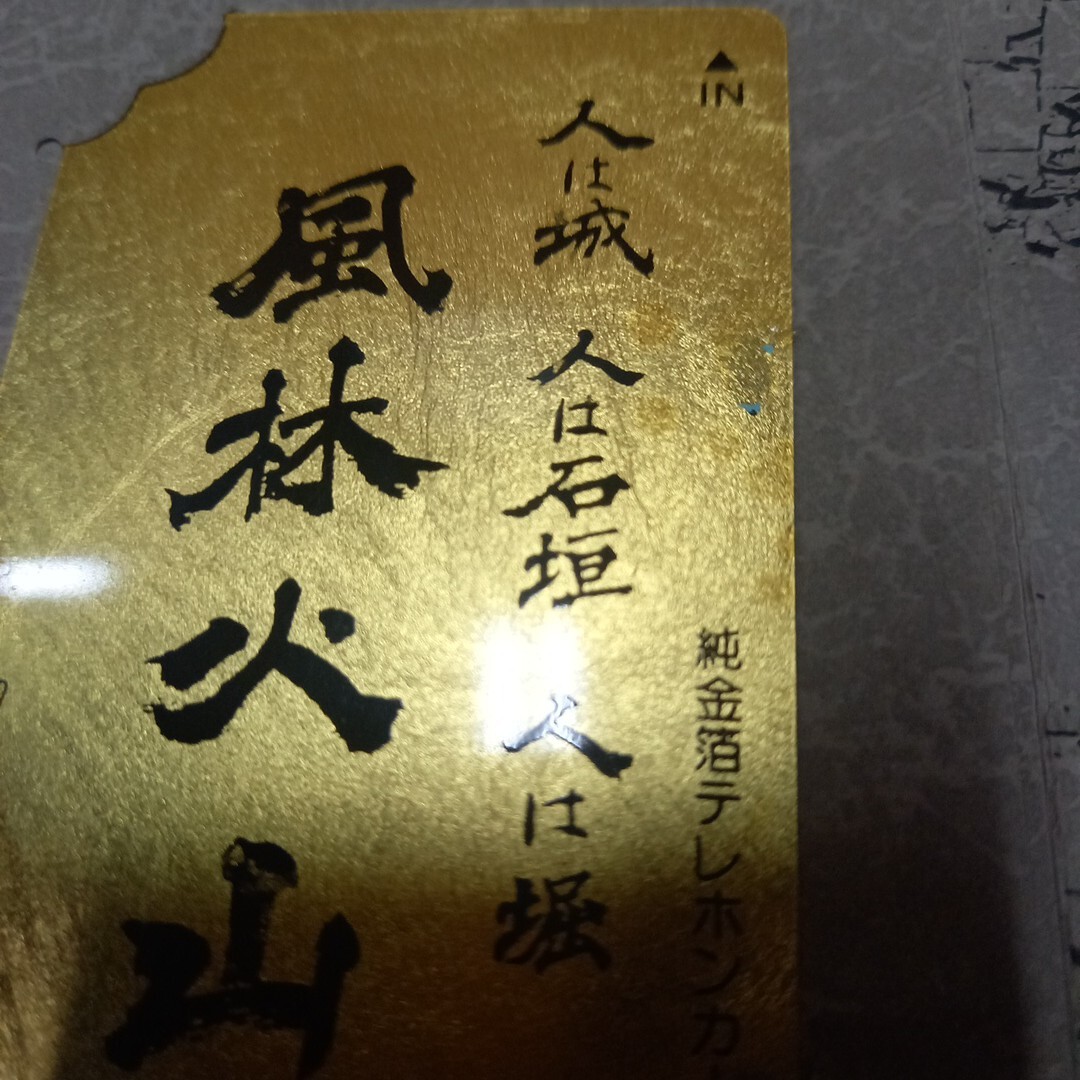 IN
純金箔テレホンカー
人は城
人は石垣
人は堀
風林火山